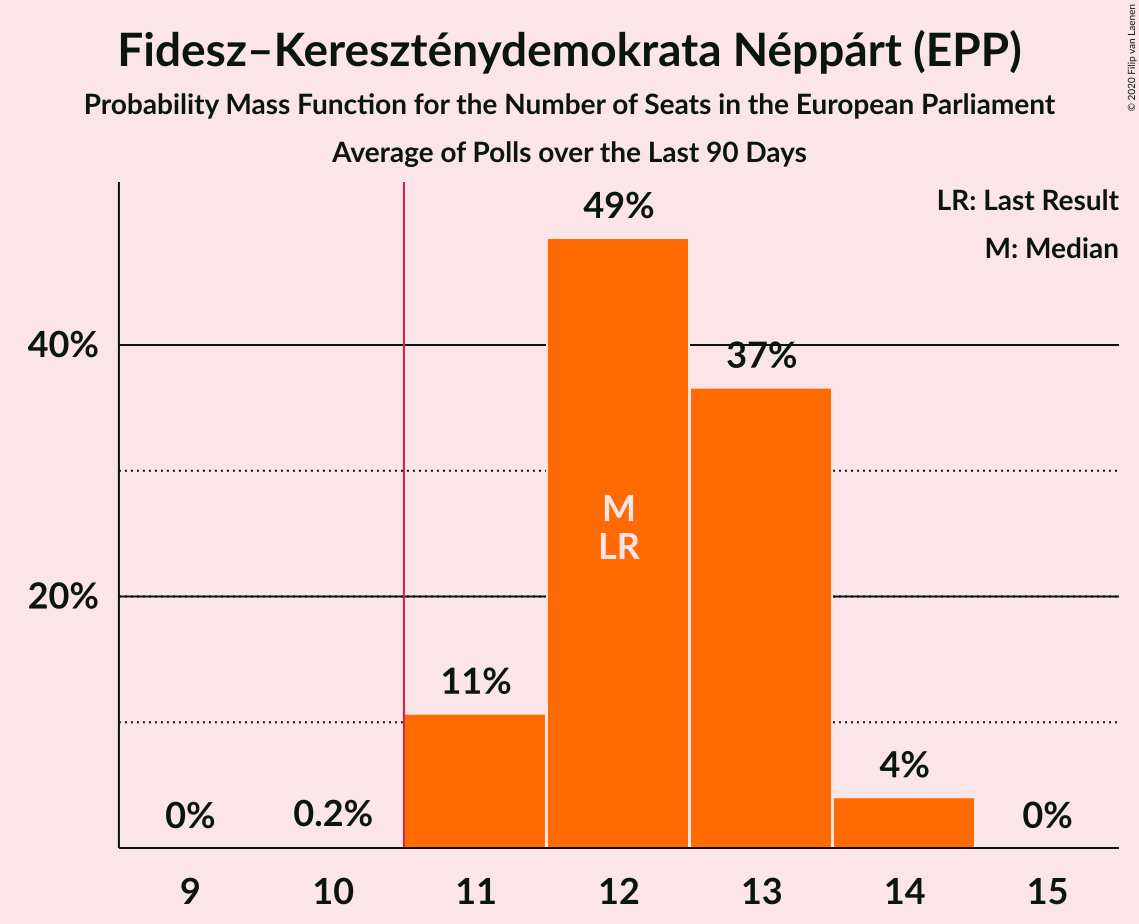 Fidesz–Kereszténydemokrata Néppárt (EPP)
Probability Mass Function for the Number of Seats in the European Parliament
Average of Polls over the Last 90 Days
© 2020 Filip van Laenen
LR: Last Result
M: Median
49%
40%
37%
M
LR
20%
11%
4%
0%
0.2%
0%
9
10
11
12
13
14
15